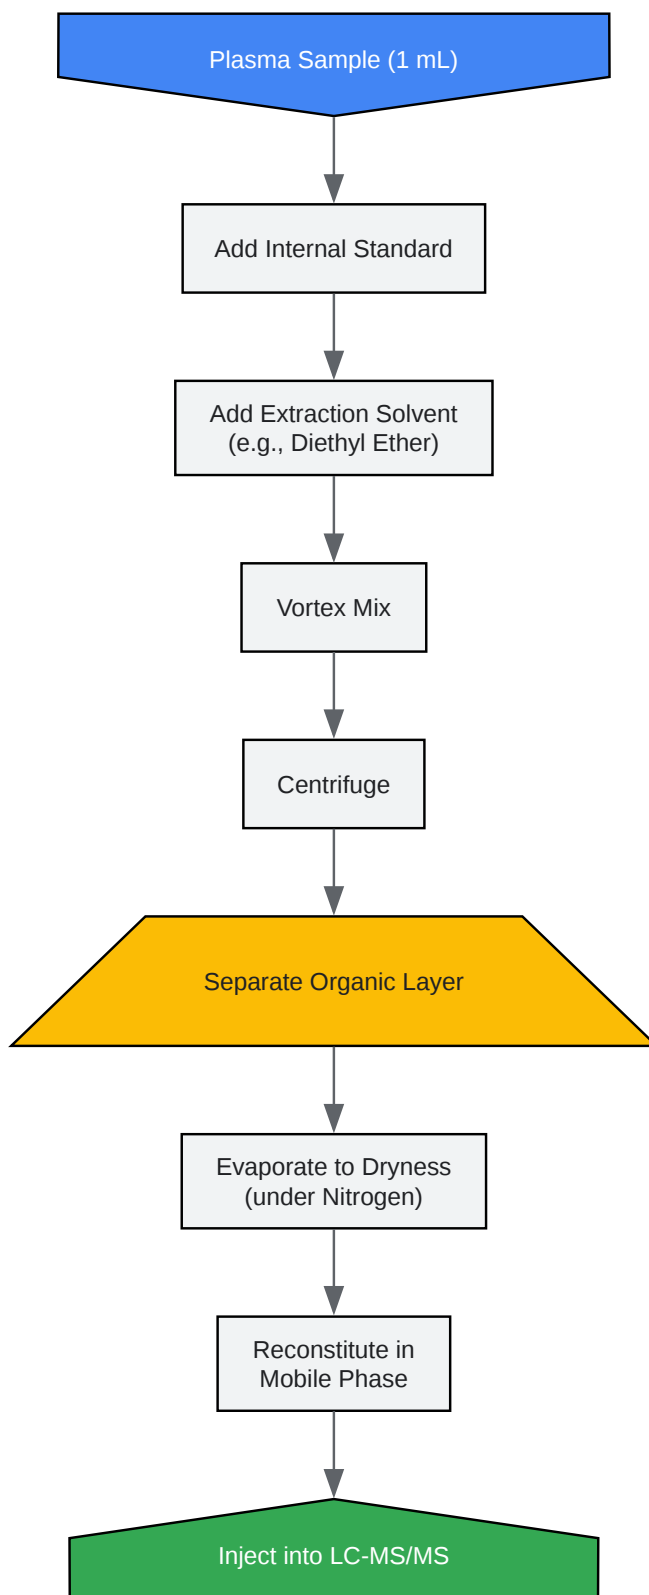 Plasma Sample (1 mL)
Add Internal Standard
Add Extraction Solvent
(e.g., Diethyl Ether)
Vortex Mix
Centrifuge
Separate Organic Layer
Evaporate to Dryness
(under Nitrogen)
Reconstitute in
Mobile Phase
Inject into LC-MS/MS